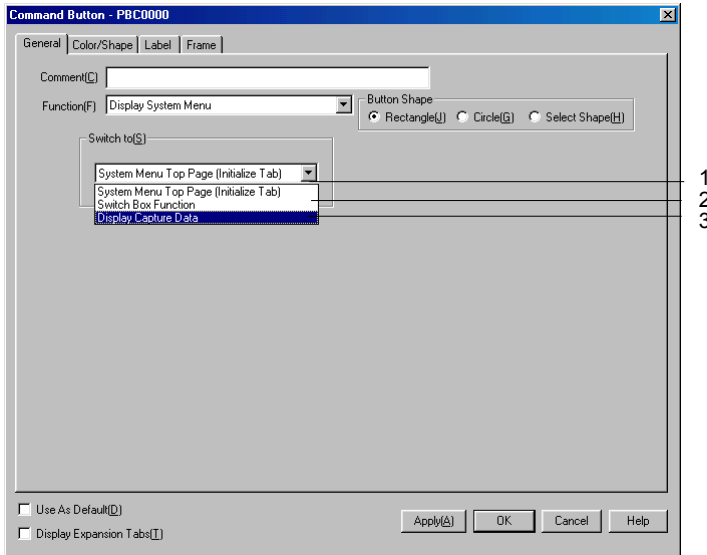 Command Button - PBC0000
General Color/Shape Label Frame
Comment(C)
Function(F) Display System Menu
Button Shape
Rectangle(J) Circle(G) Select Shape(H)
Switch to(S)
System Menu Top Page (Initialize Tab)
System Menu Top Page (Initialize Tab)
Switch Box Function
Display Capture Data
1
2
3
Use As Default(D)
Display Expansion Tabs(T)
Apply(A) OK Cancel Help